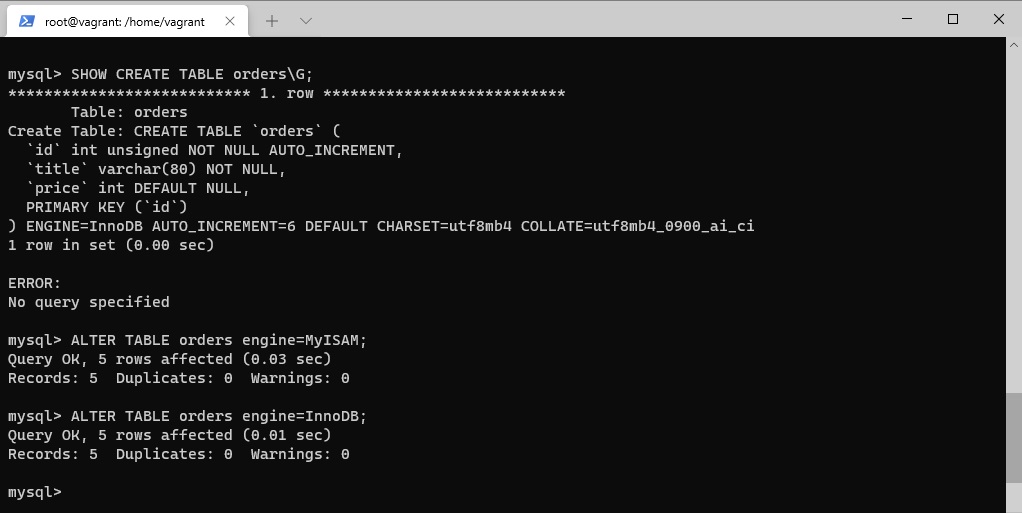 root@vagrant: /home/vagrant
mysql> SHOW CREATE TABLE orders\G;
*************************** 1. row ***************************
       Table: orders
Create Table: CREATE TABLE `orders` (
  `id` int unsigned NOT NULL AUTO_INCREMENT,
  `title` varchar(80) NOT NULL,
  `price` int DEFAULT NULL,
  PRIMARY KEY (`id`)
) ENGINE=InnoDB AUTO_INCREMENT=6 DEFAULT CHARSET=utf8mb4 COLLATE=utf8mb4_0900_ai_ci
1 row in set (0.00 sec)
ERROR:
No query specified
mysql> ALTER TABLE orders engine=MyISAM;
Query OK, 5 rows affected (0.03 sec)
Records: 5  Duplicates: 0  Warnings: 0
mysql> ALTER TABLE orders engine=InnoDB;
Query OK, 5 rows affected (0.01 sec)
Records: 5  Duplicates: 0  Warnings: 0
mysql>